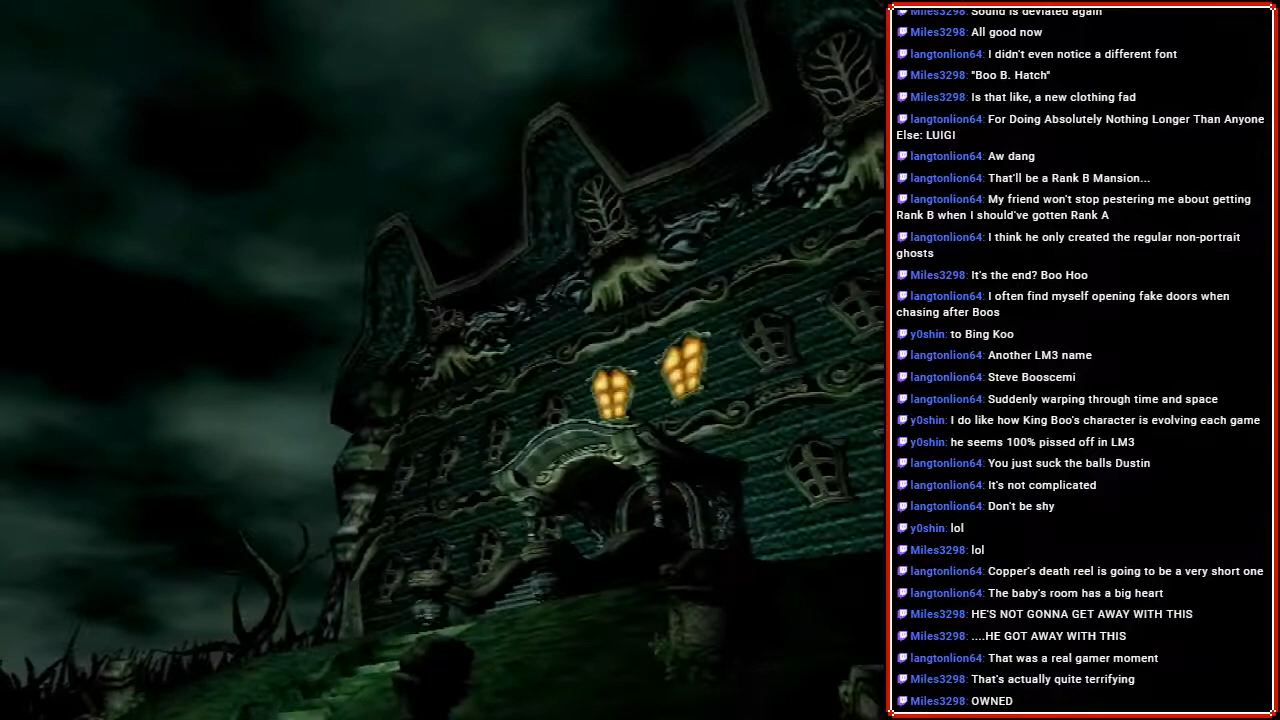 Miles3298: Sound is deviated again
Miles3298: All good now
langtonlion64: I didn't even notice a different font
Miles3298: "Boo B. Hatch"
Miles3298: Is that like, a new clothing fad
langtonlion64: For Doing Absolutely Nothing Longer Than Anyone
Else: LUIGI
langtonlion64: Aw dang
langtonlion64: That'll be a Rank B Mansion...
langtonlion64: My friend won't stop pestering me about getting
Rank B when I should've gotten Rank A
langtonlion64: I think he only created the regular non-portrait
ghosts
Miles3298: It's the end? Boo Hoo
langtonlion64: I often find myself opening fake doors when
chasing after Boos
y0shin: to Bing Koo
langtonlion64: Another LM3 name
langtonlion64: Steve Booscemi
langtonlion64: Suddenly warping through time and space
y0shin: I do like how King Boo's character is evolving each game
y0shin: he seems 100% pissed off in LM3
langtonlion64: You just suck the balls Dustin
langtonlion64: It's not complicated
langtonlion64: Don't be shy
y0shin: lol
Miles3298: lol
langtonlion64: Copper's death reel is going to be a very short one
langtonlion64: The baby's room has a big heart
Miles3298: HE'S NOT GONNA GET AWAY WITH THIS
Miles3298: ....HE GOT AWAY WITH THIS
langtonlion64: That was a real gamer moment
Miles3298: That's actually quite terrifying
Miles3298: OWNED